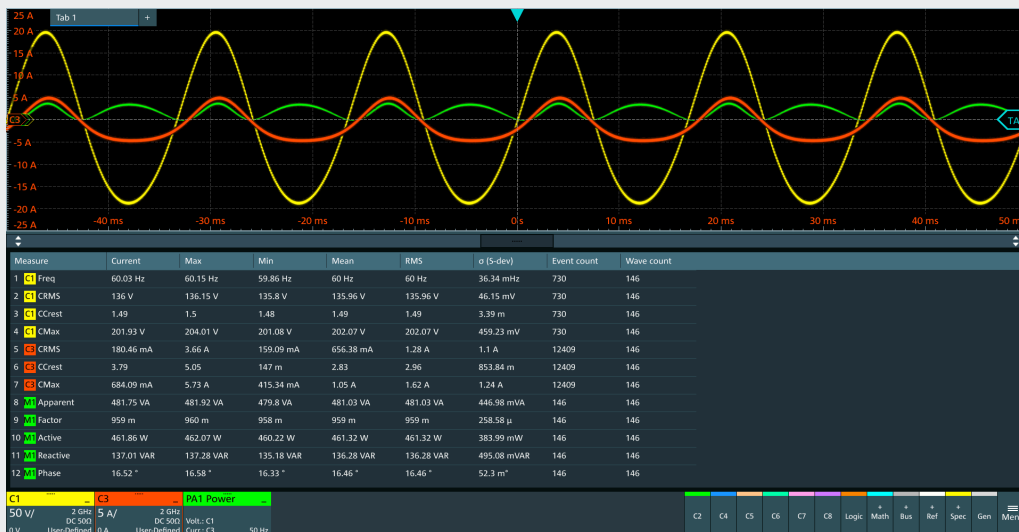 25 A
Tab 1 +
20 A
15 A
10 A
5 A
C3
TA
-5 A
-10 A
-15 A
-20 A
-40 ms -30 ms -20 ms -10 ms 0 s 10 ms 20 ms 30 ms 40 ms 50 m
-25 A
Measure Current Max Min Mean RMS σ (S-dev) Event count Wave count
1 C1 Freq 60.03 Hz 60.15 Hz 59.86 Hz 60 Hz 60 Hz 36.34 mHz 730 146
2 C1 CRMS 136 V 136.15 V 135.8 V 135.96 V 135.96 V 46.15 mV 730 146
3 C1 CCrest 1.49 1.5 1.48 1.49 1.49 3.39 m 730 146
4 C1 CMax 201.93 V 204.01 V 201.08 V 202.07 V 202.07 V 459.23 mV 730 146
5 C3 CRMS 180.46 mA 3.66 A 159.09 mA 656.38 mA 1.28 A 1.1 A 12409 146
6 C3 CCrest 3.79 5.05 147 m 2.83 2.96 853.84 m 12409 146
7 C3 CMax 684.09 mA 5.73 A 415.34 mA 1.05 A 1.62 A 1.24 A 12409 146
8 M1 Apparent 481.75 VA 481.92 VA 479.8 VA 481.03 VA 481.03 VA 446.98 mVA 146 146
9 M1 Factor 959 m 960 m 958 m 959 m 959 m 258.58 µ 146 146
10 M1 Active 461.86 W 462.07 W 460.22 W 461.32 W 461.32 W 383.99 mW 146 146
11 M1 Reactive 137.01 VAR 137.28 VAR 135.18 VAR 136.28 VAR 136.28 VAR 495.08 mVAR 146 146
12 M1 Phase 16.52 ° 16.58 ° 16.33 ° 16.46 ° 16.46 ° 52.3 m° 146 146
C1 C3 PA1 Power
50 V/ 2 GHz 5 A/ 2 GHz
DC 50Ω DC 50Ω Volt.: C1
0 V User-Defined 0 A User-Defined Curr.: C3 50 Hz
C2 C4 C5 C6 C7 C8 Logic + Math + Bus + Ref + Spec + Gen Men